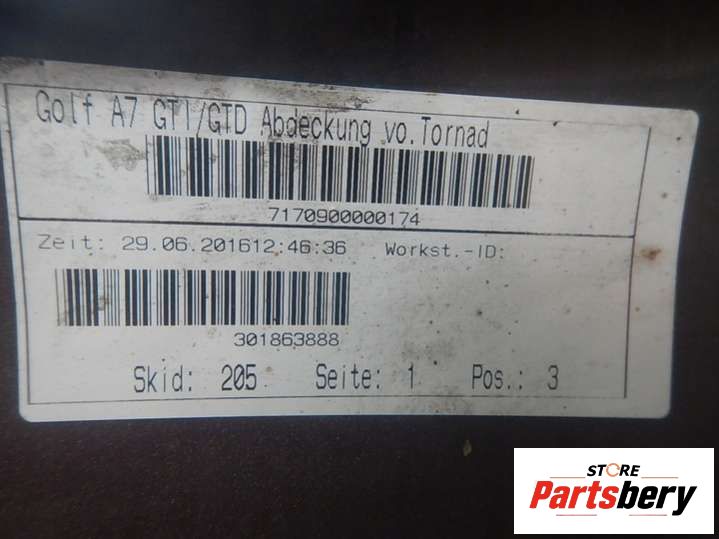 Golf A7 GTI/GTD Abdeckung vo.Tornad
7170900000174
Zeit: 29.06.201612:46:36 Workst.-ID:
301863888
Skid: 205 Seite: 1 Pos.: 3
STORE
Partsbery